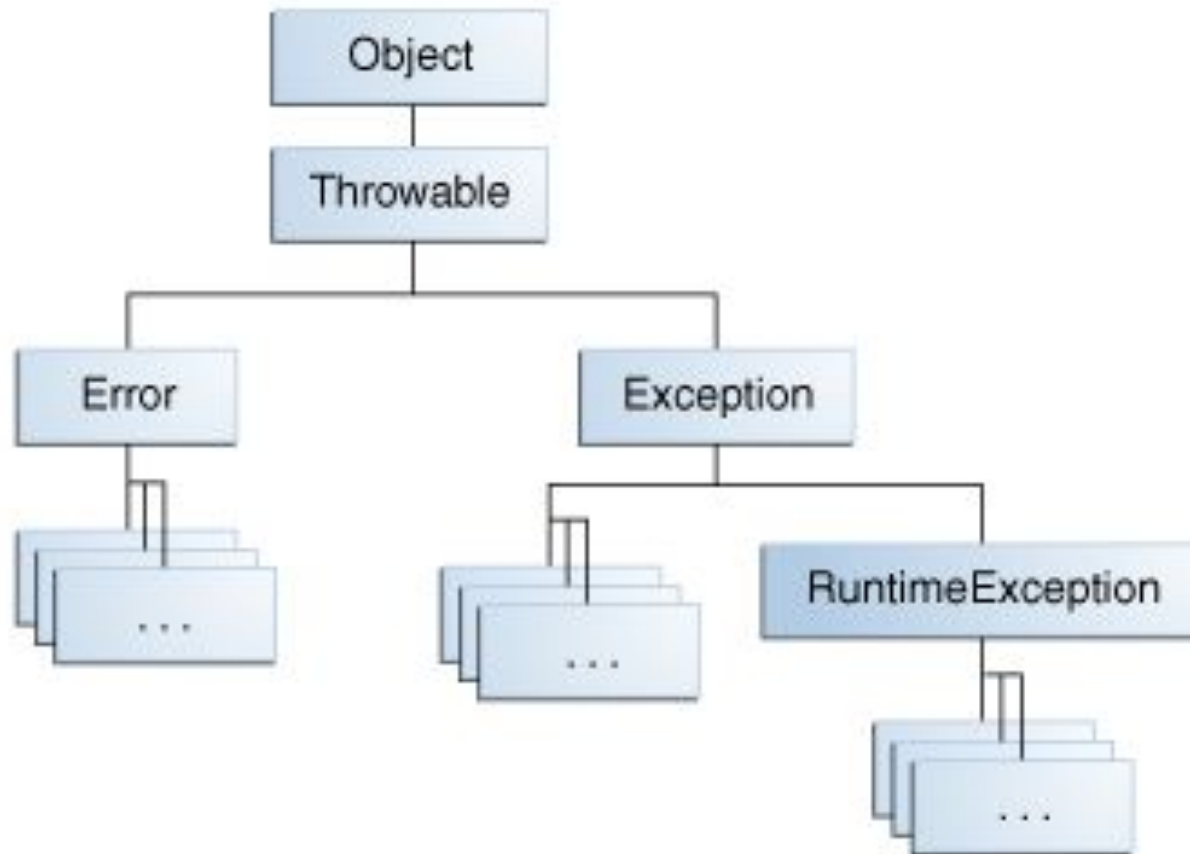 Object
Throwable
Error
Exception
...
...
RuntimeException
...